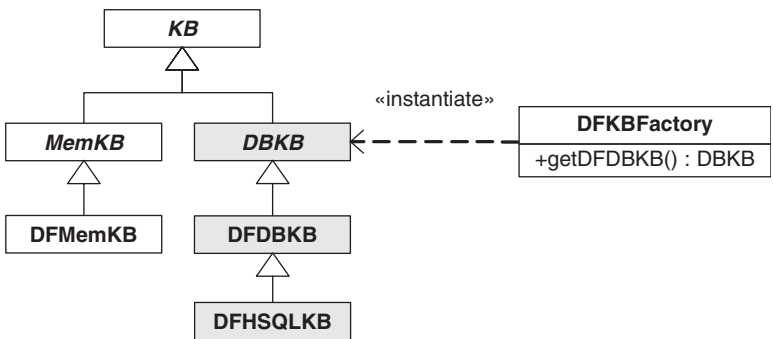 KB
«instantiate»
MemKB
DBKB
DFKBFactory
+getDFDBKB() : DBKB
DFMemKB
DFDBKB
DFHSQLKB